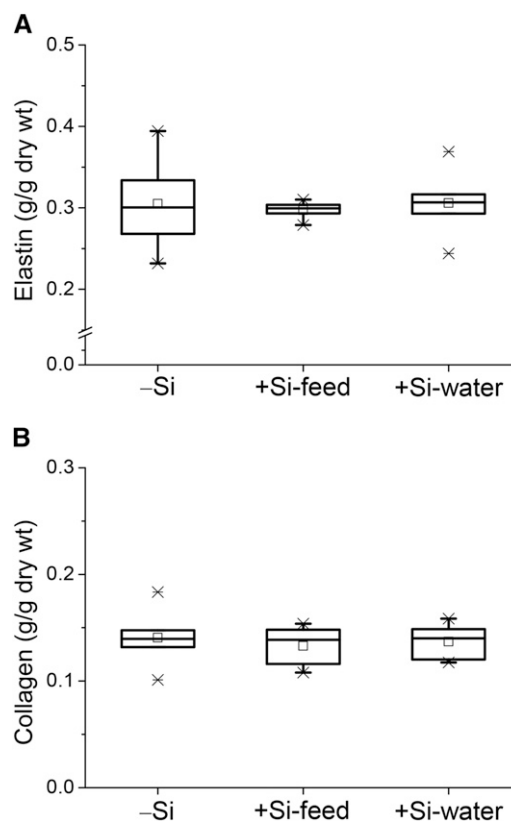 A
Elastin (g/g dry wt)
0.5
0.4
0.3
0.2
0.0
–Si +Si-feed +Si-water
B
Collagen (g/g dry wt)
0.3
0.2
0.1
0.0
–Si +Si-feed +Si-water